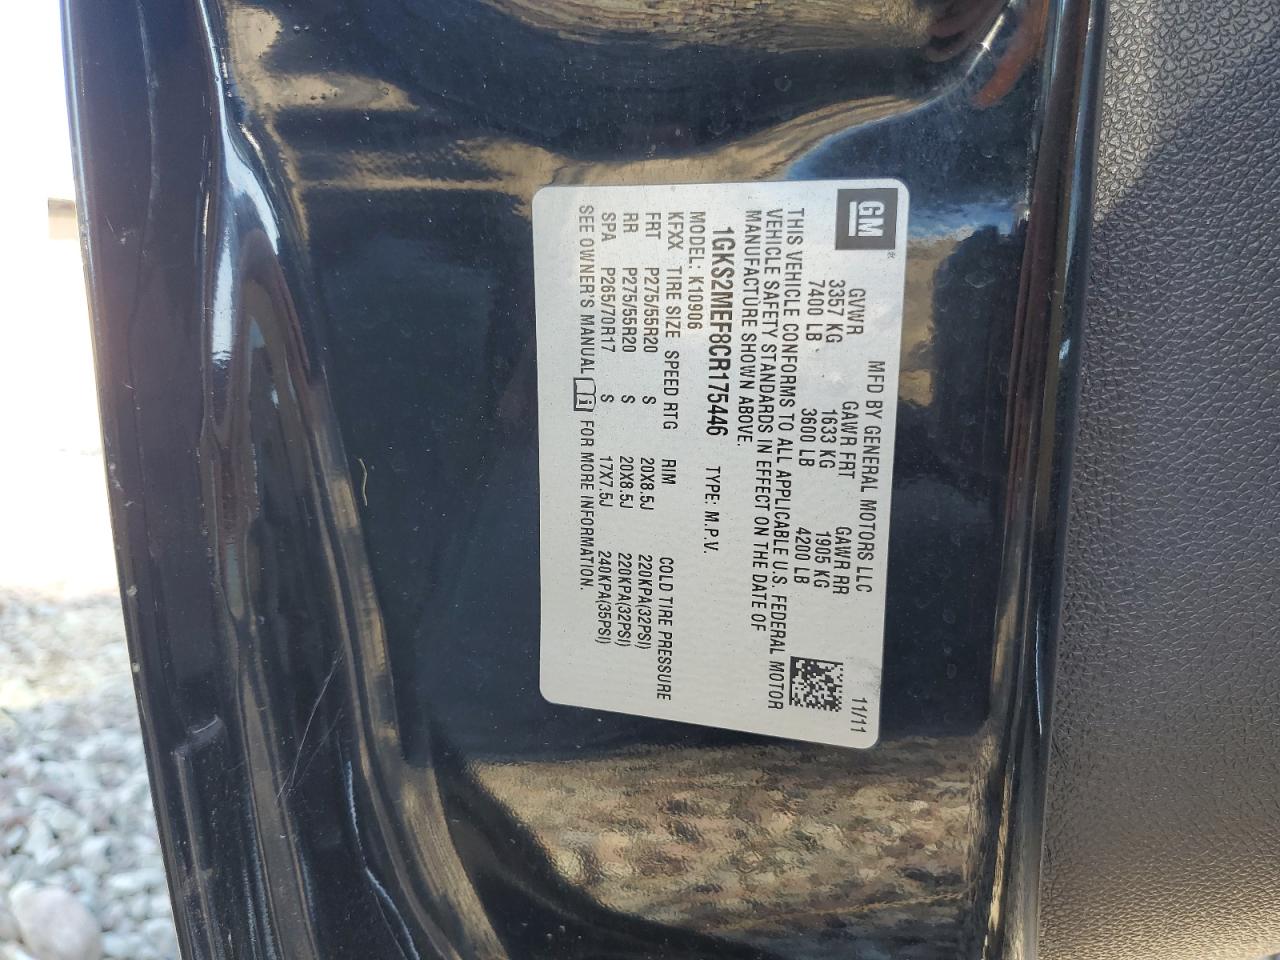 GM
MFD BY GENERAL MOTORS LLC 11/11
GVWR GAWR FRT GAWR RR
3357 KG 1633 KG 1905 KG
7400 LB 3600 LB 4200 LB
THIS VEHICLE CONFORMS TO ALL APPLICABLE U.S. FEDERAL MOTOR
VEHICLE SAFETY STANDARDS IN EFFECT ON THE DATE OF
MANUFACTURE SHOWN ABOVE.
1GKS2MEF8CR175446 TYPE: M.P.V.
MODEL: K10906
KFXX TIRE SIZE SPEED RTG RIM COLD TIRE PRESSURE
FRT P275/55R20 S 20X8.5J 220KPA(32PSI)
RR P275/55R20 S 20X8.5J 220KPA(32PSI)
SPA P265/70R17 S 17X7.5J 240KPA(35PSI)
SEE OWNER'S MANUAL i FOR MORE INFORMATION.